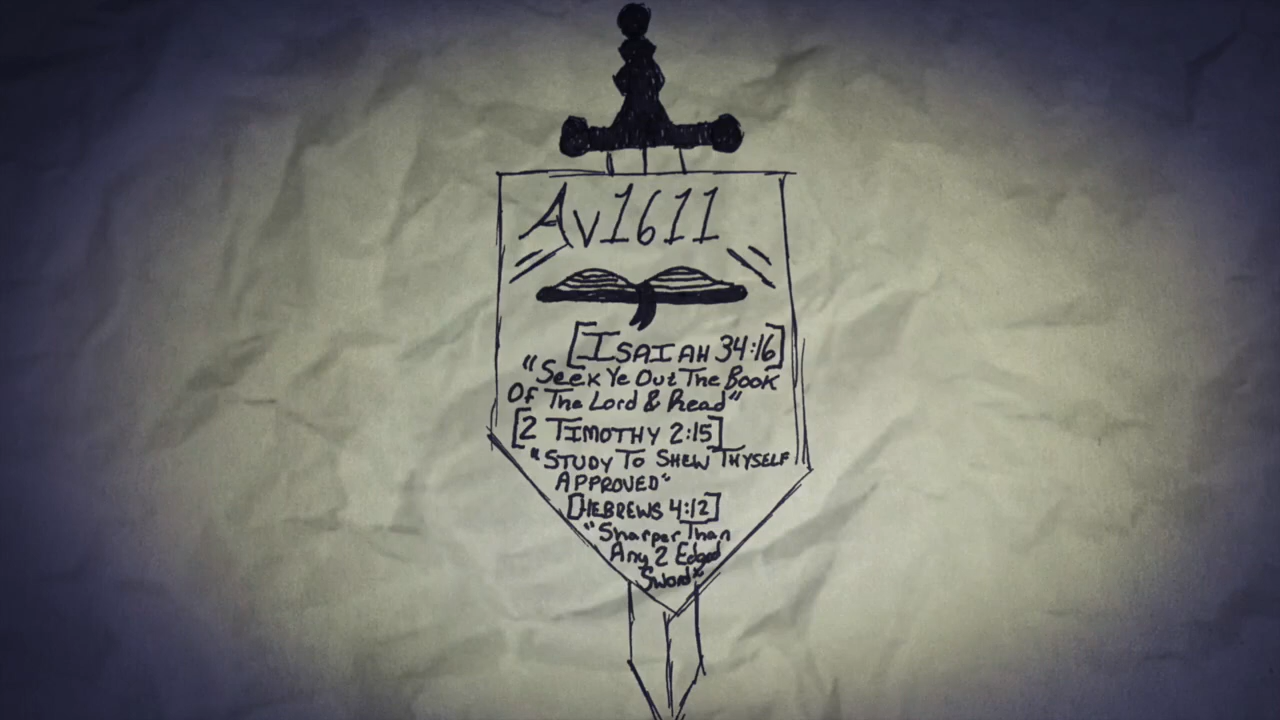 Av1611
[ISAIAH 34:16]
"Seek Ye Out The Book
Of The Lord & Read"
[2 TIMOTHY 2:15]
"STUDY TO SHEW THYSELF
APPROVED"
[HEBREWS 4:12]
"Sharper Than
Any 2 Edged
Sword"